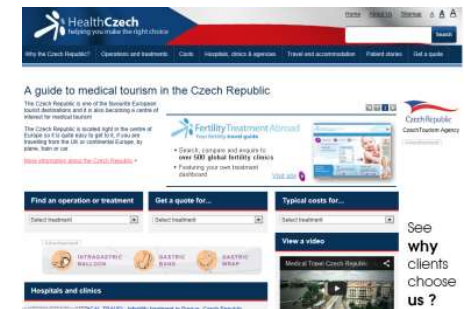 HealthCzech
helping you make the right choice
Home About Us Sitemap A A A
Search
Why the Czech Republic? Operations and treatments Costs Hospitals, clinics & agencies Travel and accommodation Patient stories Get a quote
A guide to medical tourism in the Czech Republic
The Czech Republic is one of the favourite European
tourist destinations and it is also becoming a centre of
interest for medical tourism
The Czech Republic is located right in the centre of
Europe so it is quite easy to get to it, if you are
travelling from the UK or continental Europe, by
plane, train or car.
More information about the Czech Republic
FertilityTreatment Abroad
Your fertility travel guide
• Search, compare and enquire to
over 500 global fertility clinics
• Featuring your own treatment
dashboard
Visit site
CzechRepublic
CzechTourism Agency
Find an operation or treatment
Select treatment
Get a quote for...
Select treatment
Typical costs for...
Select treatment
INTRAGASTRIC
BALLOON
GASTRIC
BAND
GASTRIC
WRAP
View a video
Medical Travel Czech Republic
Hospitals and clinics
See
why
clients
choose
us ?